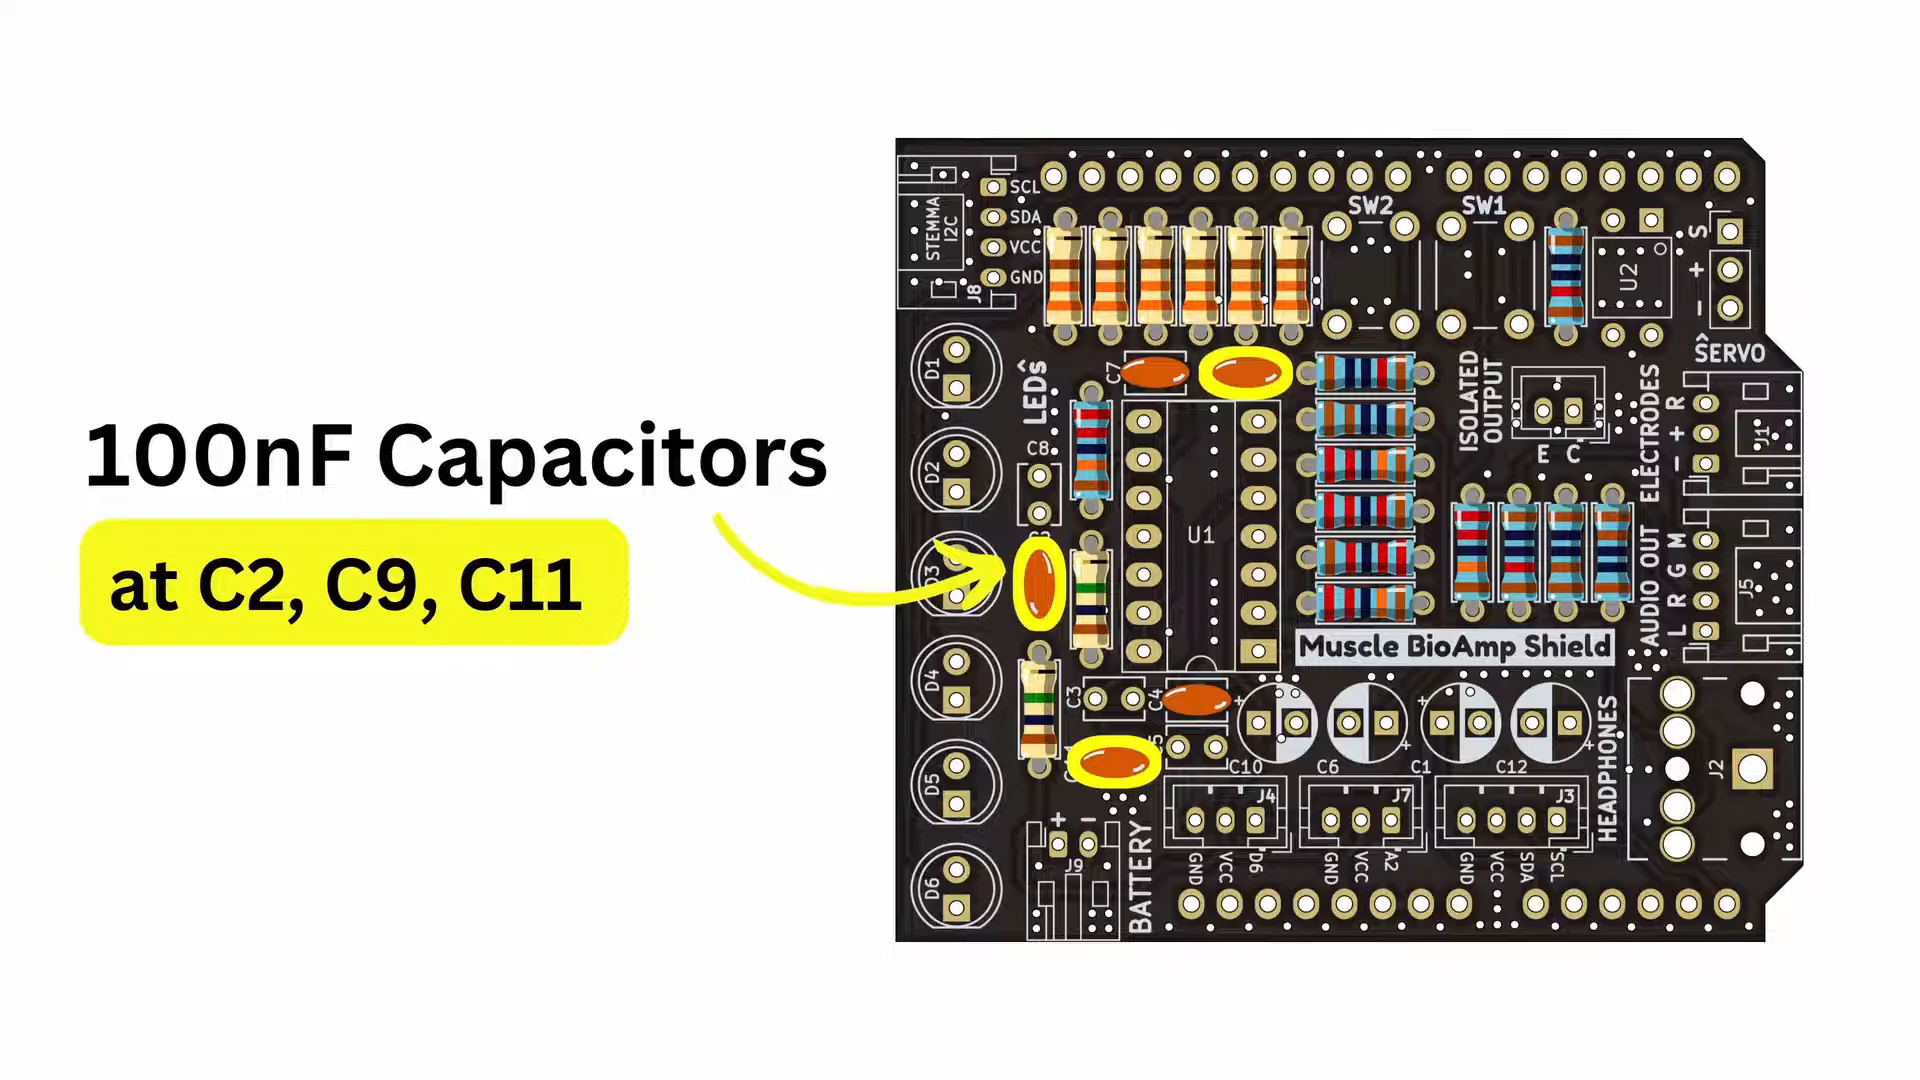 100nF Capacitors
at C2, C9, C11
SCL
SDA
VCC
GND
STEMMA
I2C
J8
SW2
SW1
U2
S
+
−
SERVO
D1
D2
D3
D4
D5
D6
LEDs
C7
C8
U1
ISOLATED
OUTPUT
E C
ELECTRODES
R
+
−
J1
AUDIO OUT
M
G
R
L
J5
Muscle BioAmp Shield
C3
C4
+
+
+
+
C10
C6
C1
C12
HEADPHONES
J2
J4
J7
J3
GND
VCC
D6
GND
VCC
A2
GND
VCC
SDA
SCL
+ −
J9
BATTERY